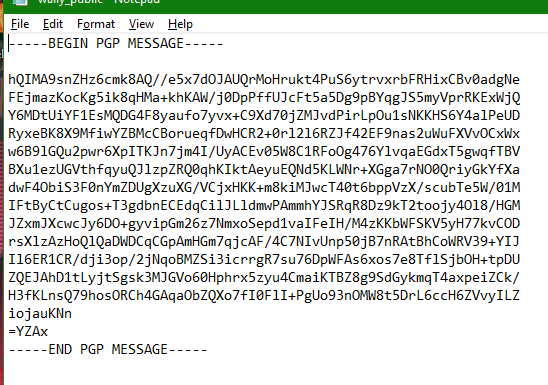 wally_public - Notepad
File Edit Format View Help
-----BEGIN PGP MESSAGE-----
hQIMA9snZHz6cmk8AQ//e5x7dOJAUQrMoHrukt4PuS6ytrvxrbFRHixCBv0adgNe
FEjmazKocKg5ik8qHMa+khKAW/j0DpPffUJcFt5a5Dg9pBYqgJS5myVprRKExWjQ
Y6MDtUiYF1EsMQDG4F8yaufo7yvx+C9Xd70jZMJvdPirLpOu1sNKKHS6Y4alPeUD
RyxeBK8X9MfiwYZBMcCBorueqfDwHCR2+0rl2l6RZJf42EF9nas2uWuFXVvOCxWx
w6B9lGQu2pwr6XpITKJn7jm4I/UyACEv05W8C1RFoOg476YlvqaEGdxT5gwqfTBV
BXu1ezUGVthfqyuQJlzpZRQ0qhKIktAeyuEQNd5KLWNr+XGga7rNO0QriyGkYfXa
dwF4ObiS3F0nYmZDUgXzuXG/VCjxHKK+m8kiMJwcT40t6bppVzX/scubTe5W/01M
IFtByCtCugos+T3gdbnECEdqCilJLldmwPAmmhYJSRqR8Dz9kT2toojy4Ol8/HGM
JZxmJXcwcJy6DO+gyvipGm26z7NmxoSepd1vaIFeIH/M4zKKbWFSKV5yH77kvCOD
rsXlzAzHoQlQaDWDCqCGpAmHGm7qjcAF/4C7NIvUnp50jB7nRAtBhCoWRV39+YIJ
Il6ER1CR/dji3op/2jNqoBMZSi3icrrgR7su76DpWFAs6xos7e8TflSjbOH+tpDU
ZQEJAhD1tLyjtSgsk3MJGVo60Hphrx5zyu4CmaiKTBZ8g9SdGykmqT4axpeiZCk/
H3fKLnsQ79hosORCh4GAqaObZQXo7fI0FlI+PgUo93nOMW8t5DrL6ccH6ZVvyILZ
iojauKNn
=YZAx
-----END PGP MESSAGE-----